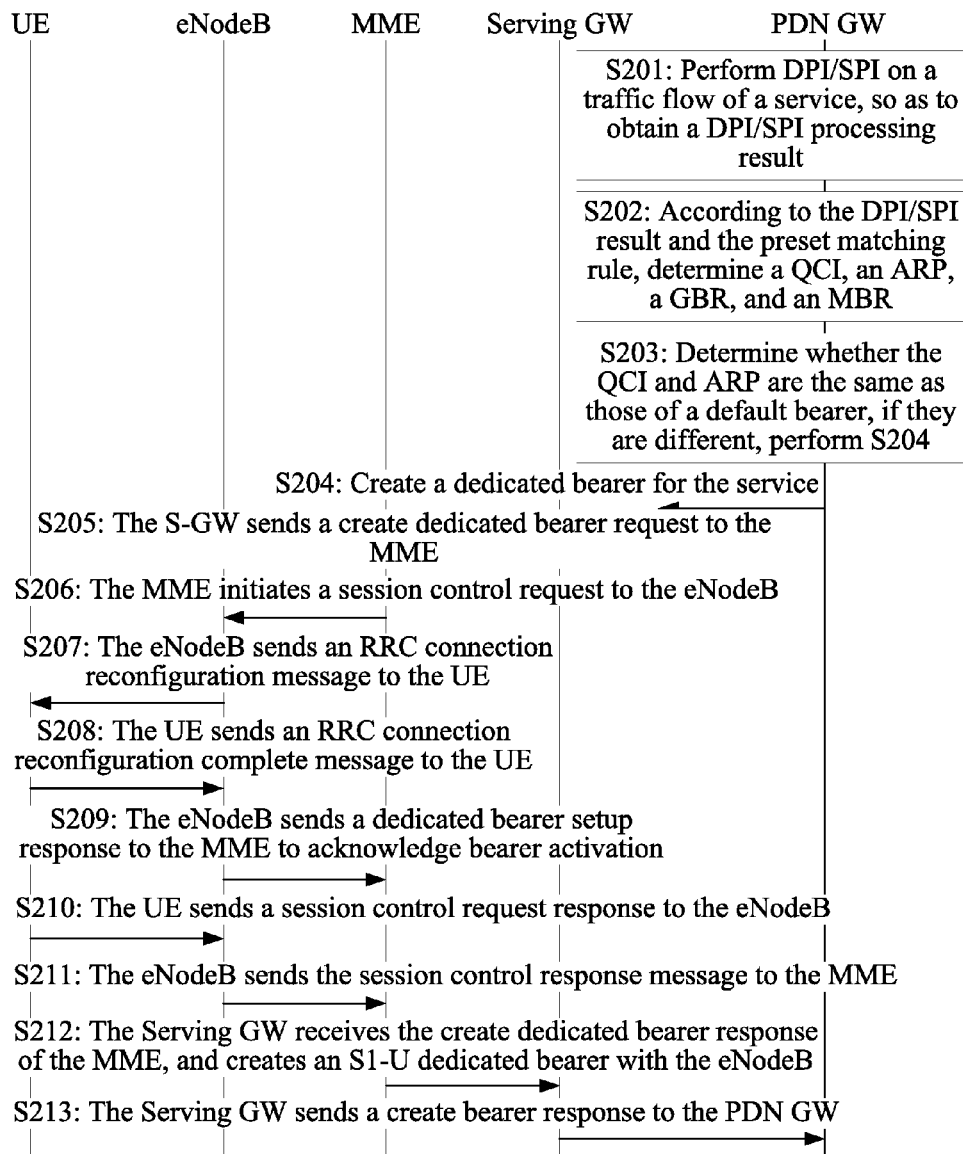 UE eNodeB MME Serving GW PDN GW
S201: Perform DPI/SPI on a
traffic flow of a service, so as to
obtain a DPI/SPI processing
result
S202: According to the DPI/SPI
result and the preset matching
rule, determine a QCI, an ARP,
a GBR, and an MBR
S203: Determine whether the
QCI and ARP are the same as
those of a default bearer, if they
are different, perform S204
S204: Create a dedicated bearer for the service
S205: The S-GW sends a create dedicated bearer request to the
MME
S206: The MME initiates a session control request to the eNodeB
S207: The eNodeB sends an RRC connection
reconfiguration message to the UE
S208: The UE sends an RRC connection
reconfiguration complete message to the UE
S209: The eNodeB sends a dedicated bearer setup
response to the MME to acknowledge bearer activation
S210: The UE sends a session control request response to the eNodeB
S211: The eNodeB sends the session control response message to the MME
S212: The Serving GW receives the create dedicated bearer response
of the MME, and creates an S1-U dedicated bearer with the eNodeB
S213: The Serving GW sends a create bearer response to the PDN GW